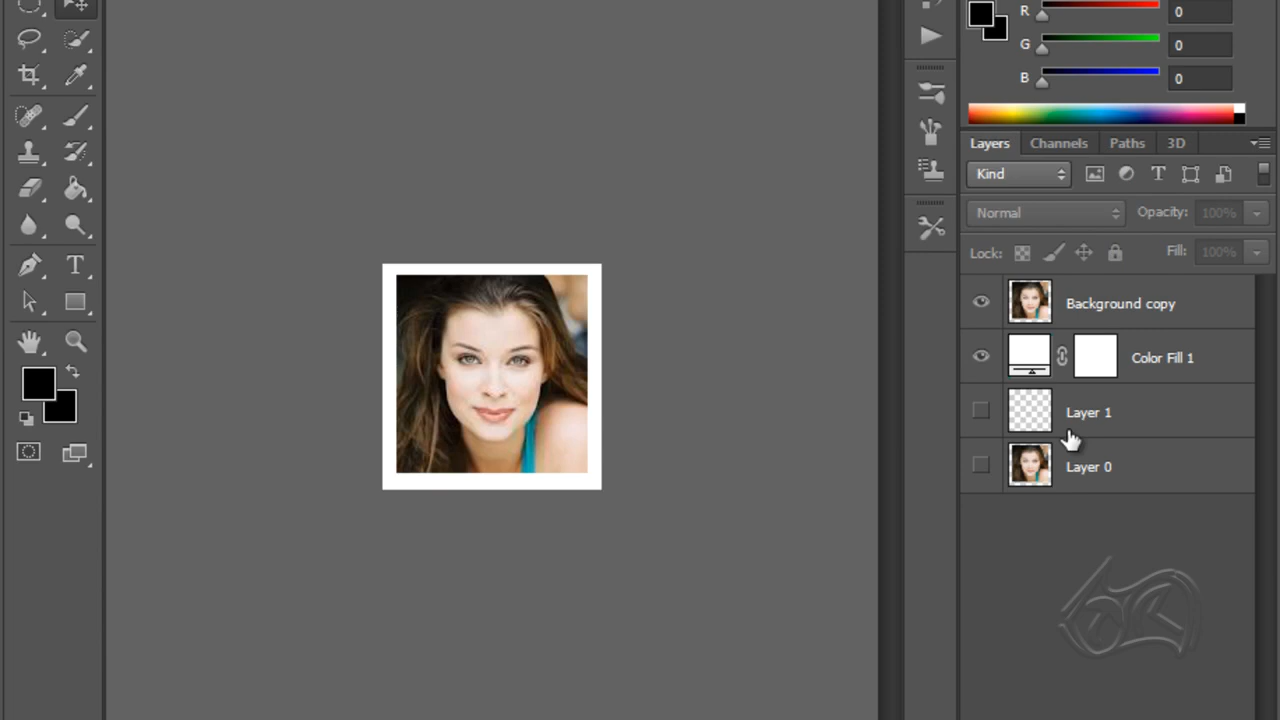 R 0
G 0
B 0
Layers Channels Paths 3D
Kind
Normal Opacity: 100%
Lock: Fill: 100%
Background copy
Color Fill 1
Layer 1
Layer 0